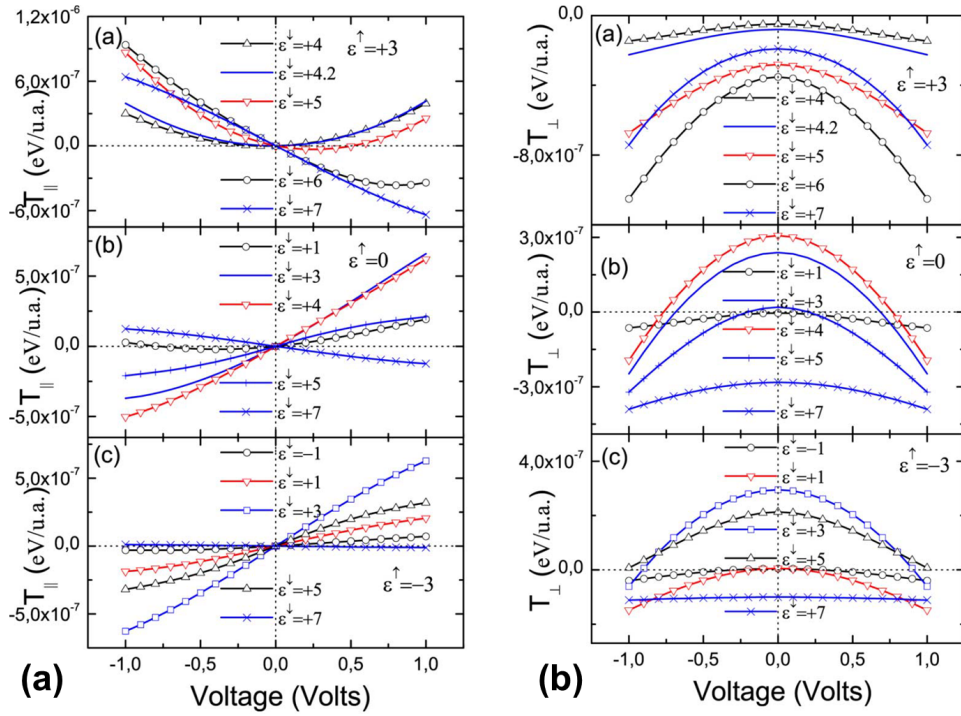 1,2x10⁻⁶
6,0x10⁻⁷
0,0
-6,0x10⁻⁷
T∥ (eV/u.a.)
(a)
ε↑=+3
ε↓=+4
ε↓=+4.2
ε↓=+5
ε↓=+6
ε↓=+7
5,0x10⁻⁷
0,0
-5,0x10⁻⁷
T∥ (eV/u.a.)
(b)
ε↑=0
ε↓=+1
ε↓=+3
ε↓=+4
ε↓=+5
ε↓=+7
5,0x10⁻⁷
0,0
-5,0x10⁻⁷
T∥ (eV/u.a.)
(c)
ε↑=−3
ε↓=−1
ε↓=+1
ε↓=+3
ε↓=+5
ε↓=+7
-1,0 -0,5 0,0 0,5 1,0
Voltage (Volts)
(a)
0,0
-8,0x10⁻⁷
T⊥ (eV/u.a.)
(a)
ε↑=+3
ε↓=+4
ε↓=+4.2
ε↓=+5
ε↓=+6
ε↓=+7
3,0x10⁻⁷
0,0
-3,0x10⁻⁷
T⊥ (eV/u.a.)
(b)
ε↑=0
ε↓=+1
ε↓=+3
ε↓=+4
ε↓=+5
ε↓=+7
4,0x10⁻⁷
0,0
T⊥ (eV/u.a.)
(c)
ε↑=−3
ε↓=−1
ε↓=+1
ε↓=+3
ε↓=+5
ε↓=+7
-1,0 -0,5 0,0 0,5 1,0
Voltage (Volts)
(b)